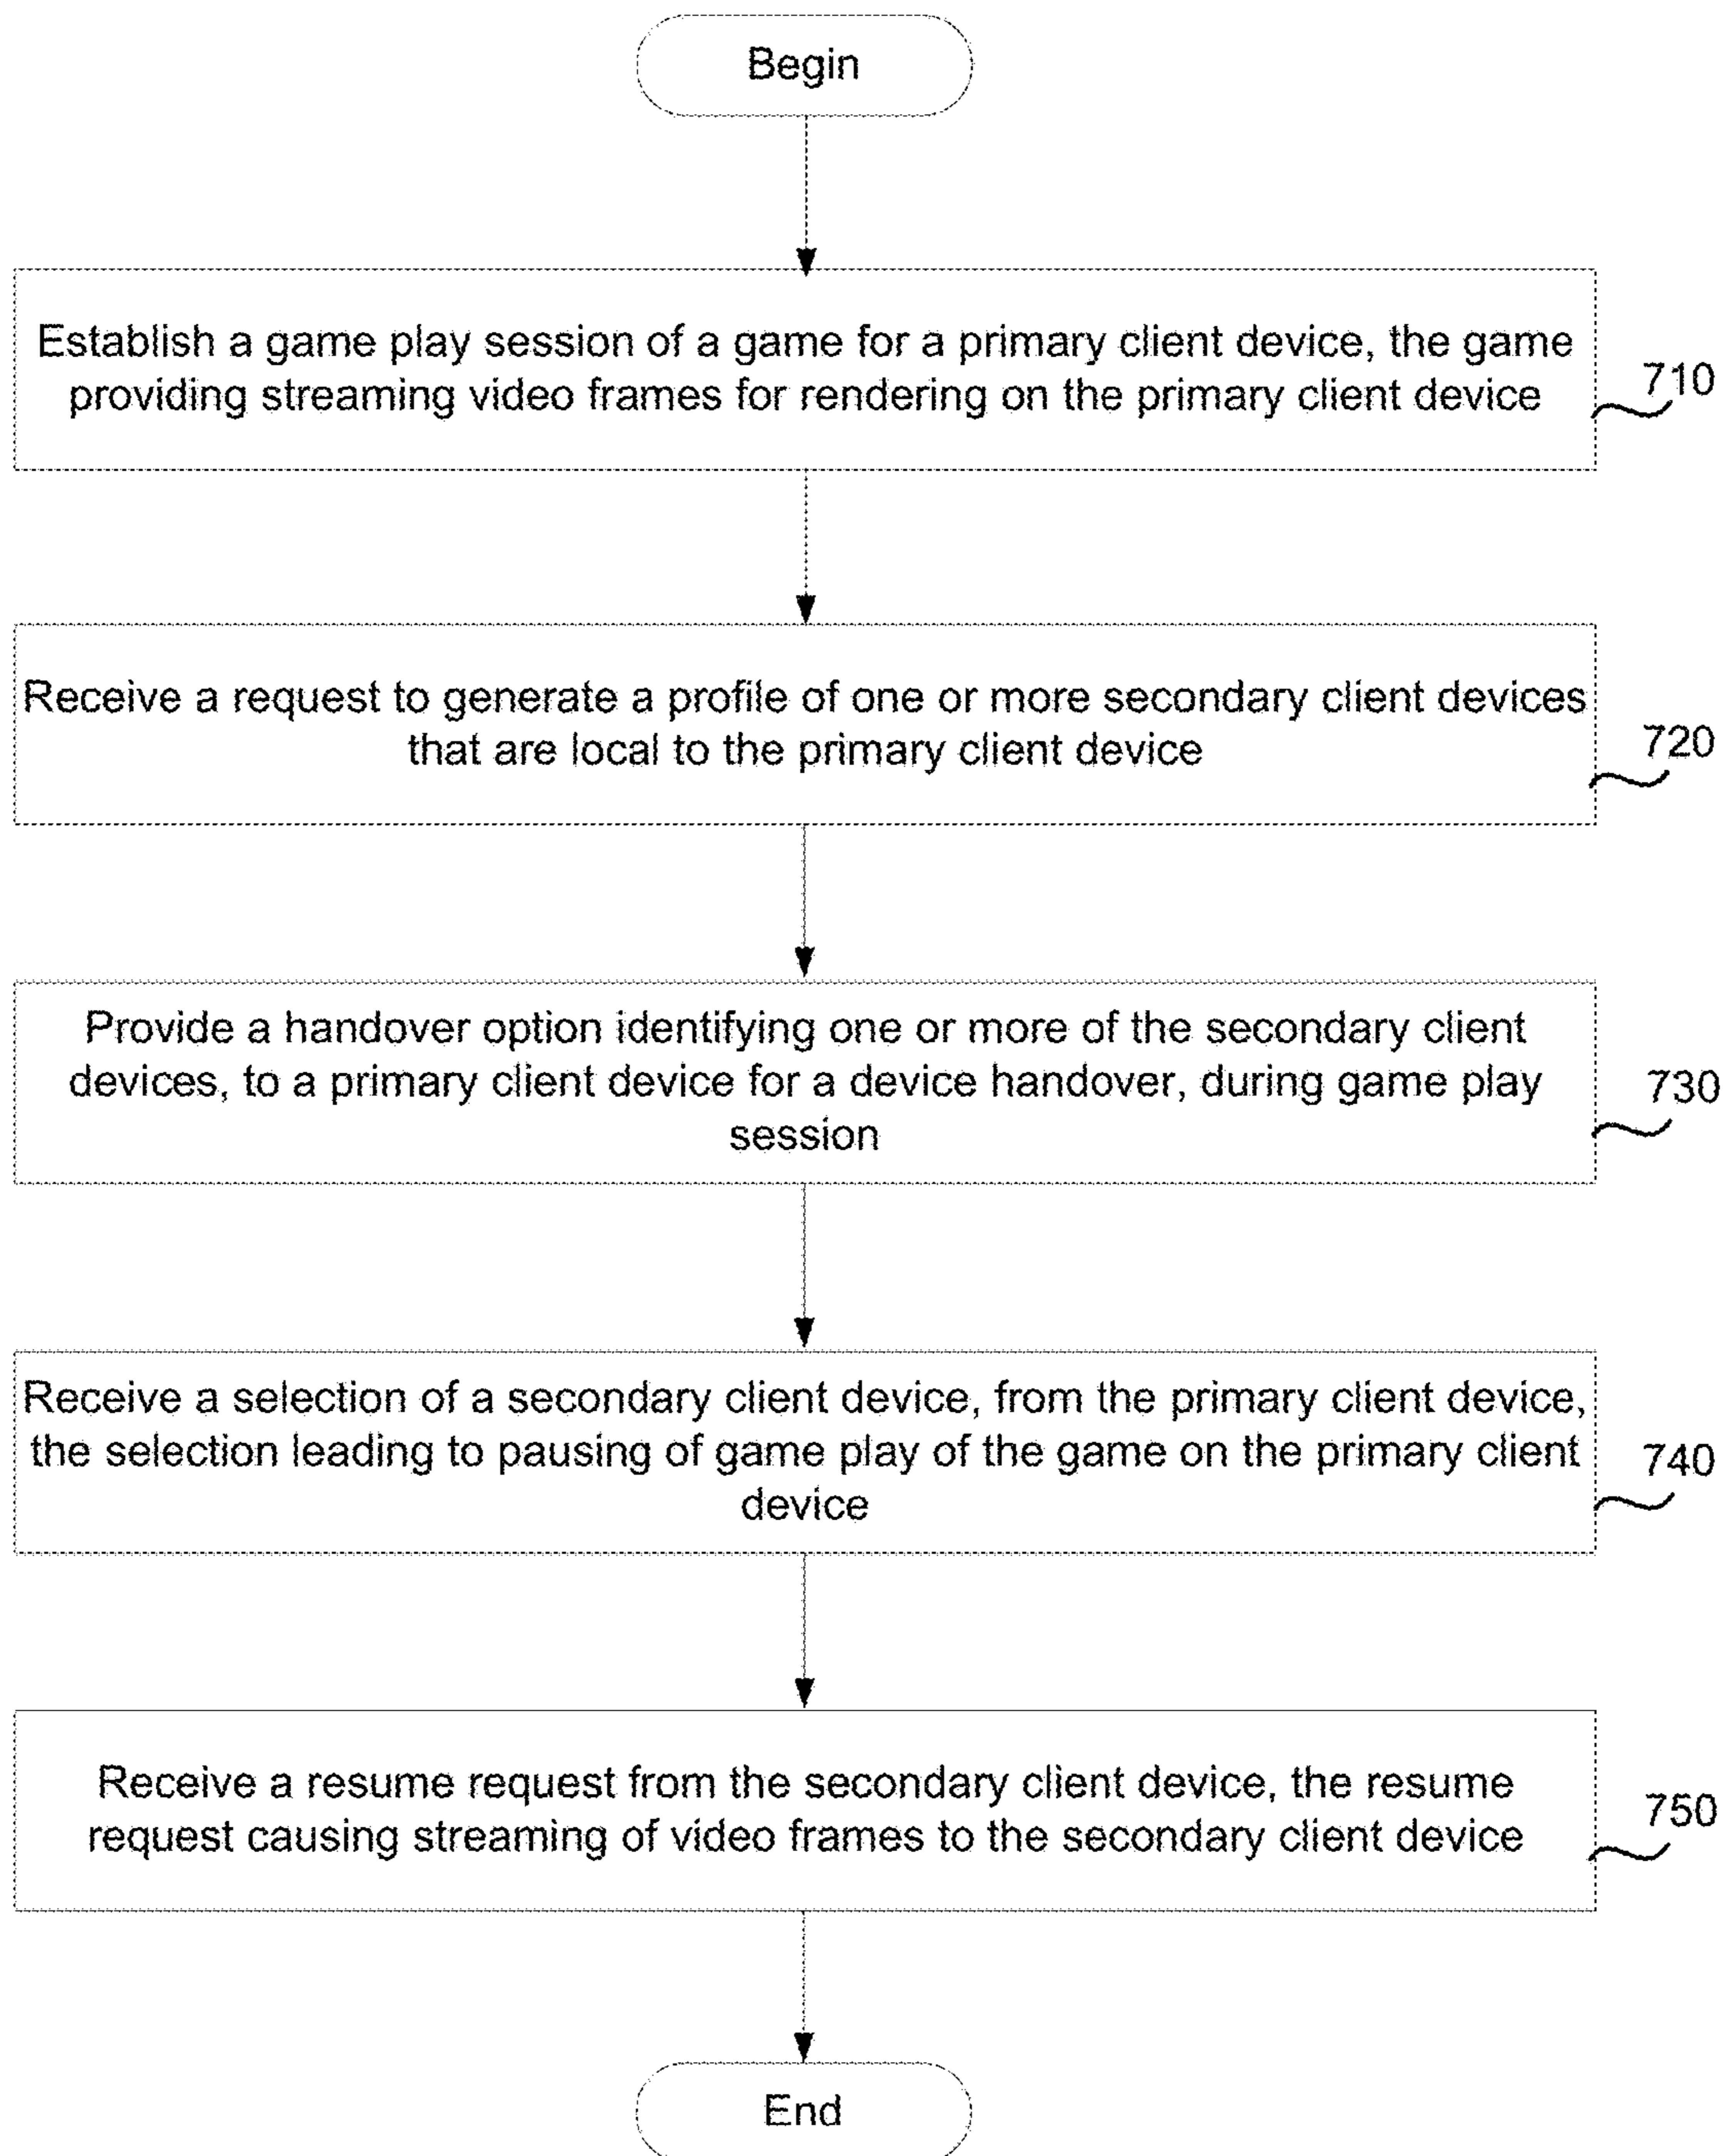 Begin
Establish a game play session of a game for a primary client device, the game
providing streaming video frames for rendering on the primary client device
710
Receive a request to generate a profile of one or more secondary client devices
that are local to the primary client device
720
Provide a handover option identifying one or more of the secondary client
devices, to a primary client device for a device handover, during game play
session
730
Receive a selection of a secondary client device, from the primary client device,
the selection leading to pausing of game play of the game on the primary client
device
740
Receive a resume request from the secondary client device, the resume
request causing streaming of video frames to the secondary client device
750
End